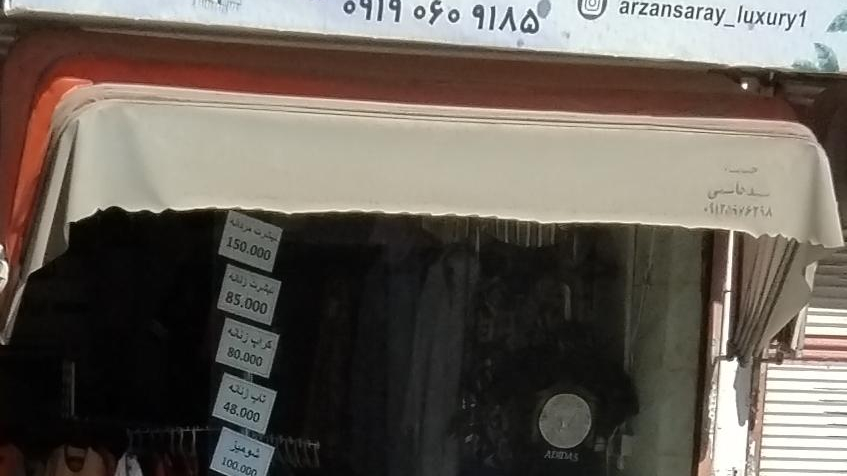 ۰۹۱۹ ۰۶۰ ۹۱۸۵
arzansaray_luxury1
۰۹۱۲۵۹۷۶۲۹۸
تیشرت مردانه
150.000
تیشرت زنانه
85.000
کراپ زنانه
80.000
تاپ زنانه
48.000
شومیز
100.000
ADIDAS